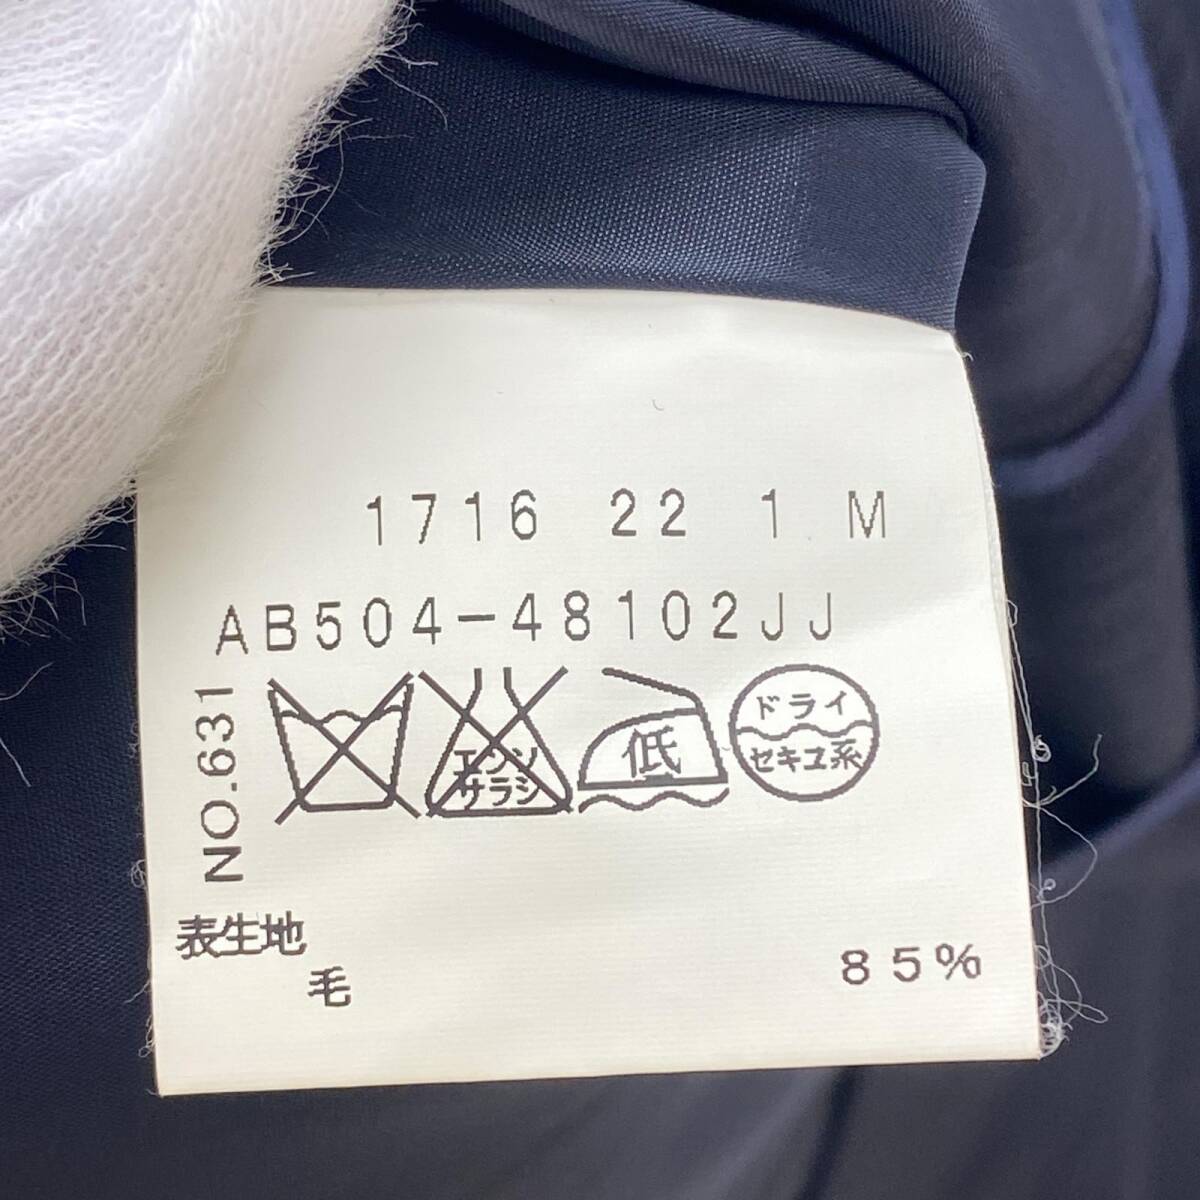 1716 22 1 M
AB504-48102JJ
NO.631
エンソ
サラシ
低
ドライ
セキユ系
表生地
毛 85%